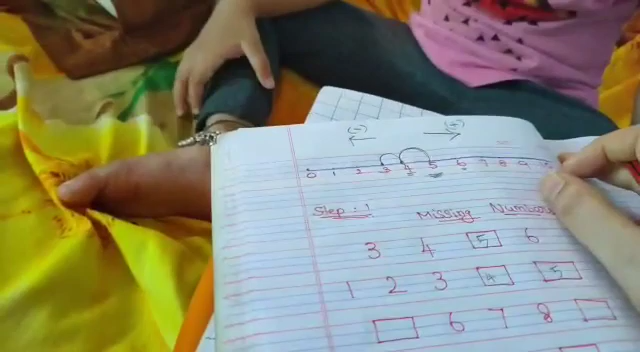 (-) (+)
0 1 2 3 4 5 6 7 8 9
Step : 1 Missing Numbers
3 4 5 6
1 2 3 4 5
6 7 8